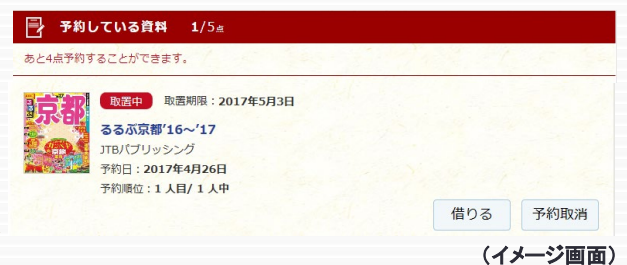 予約している資料 1/5点
あと4点予約することができます。
取置中 取置期限：2017年5月3日
るるぶ京都'16～'17
JTBパブリッシング
予約日：2017年4月26日
予約順位：1 人目/ 1 人中
京都
借りる 予約取消
（イメージ画面）